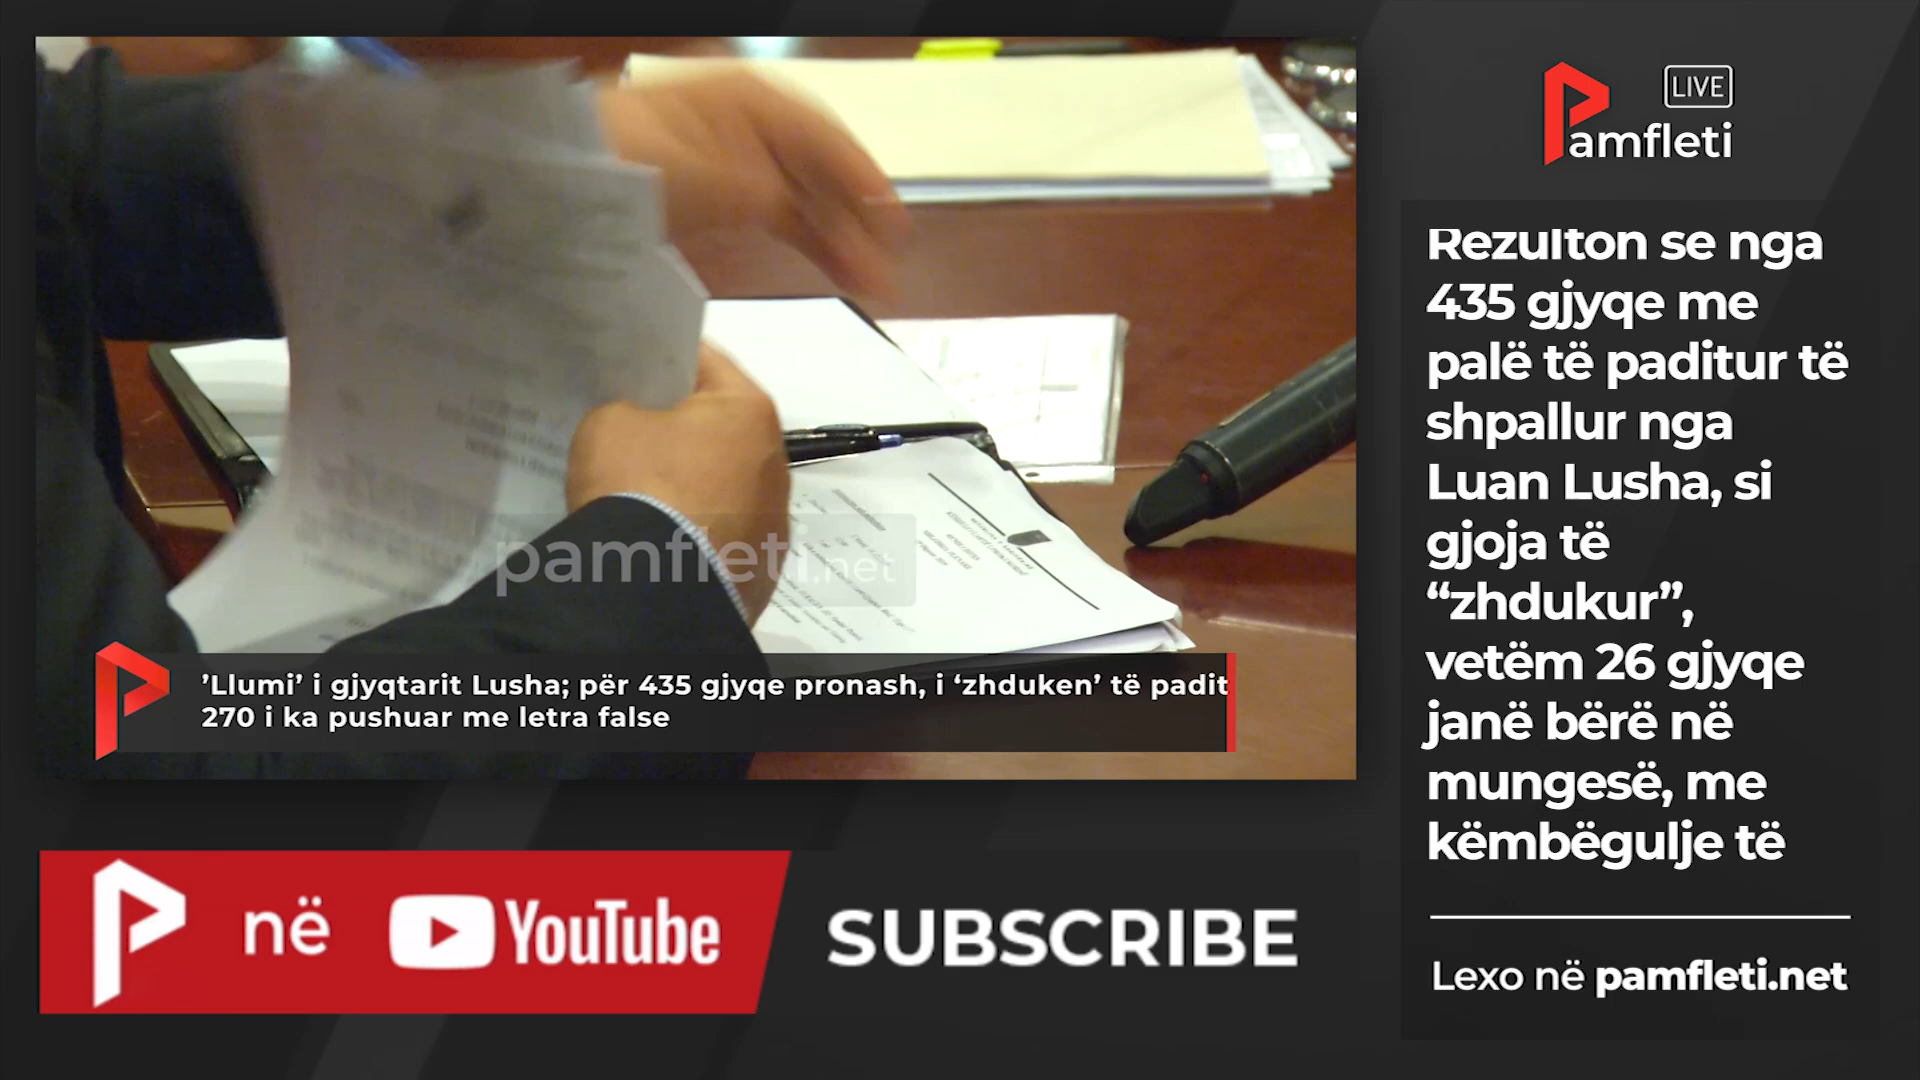 LIVE
Pamfleti
Rezulton se nga
435 gjyqe me
palë të paditur të
shpallur nga
Luan Lusha, si
gjoja të
“zhdukur”,
vetëm 26 gjyqe
janë bërë në
mungesë, me
këmbëgulje të
Lexo në pamfleti.net
pamfleti.net
’Llumi’ i gjyqtarit Lusha; për 435 gjyqe pronash, i ‘zhduken’ të padit
270 i ka pushuar me letra false
P në YouTube
SUBSCRIBE